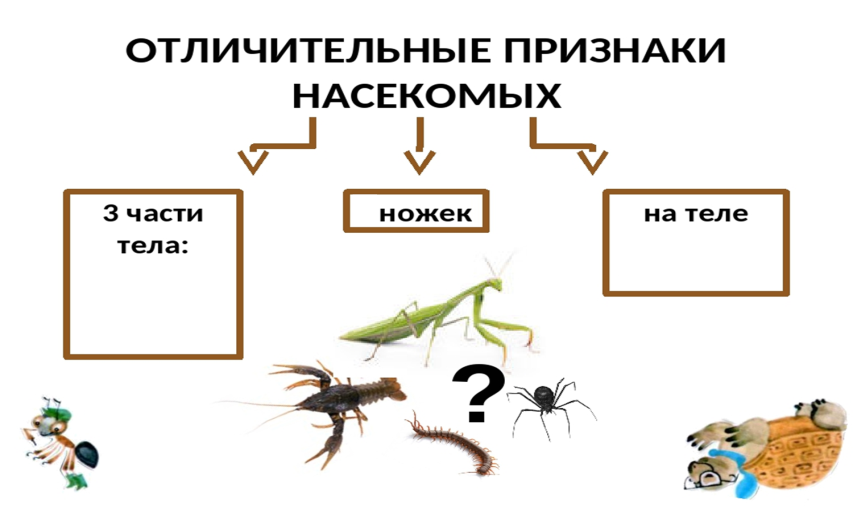 ОТЛИЧИТЕЛЬНЫЕ ПРИЗНАКИ
НАСЕКОМЫХ
3 части
тела:
ножек
на теле
?